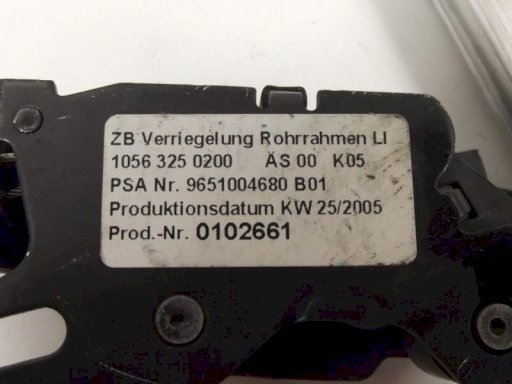 ZB Verriegelung Rohrrahmen LI
1056 325 0200 ÄS 00 K05
PSA Nr. 9651004680 B01
Produktionsdatum KW 25/2005
Prod.-Nr. 0102661